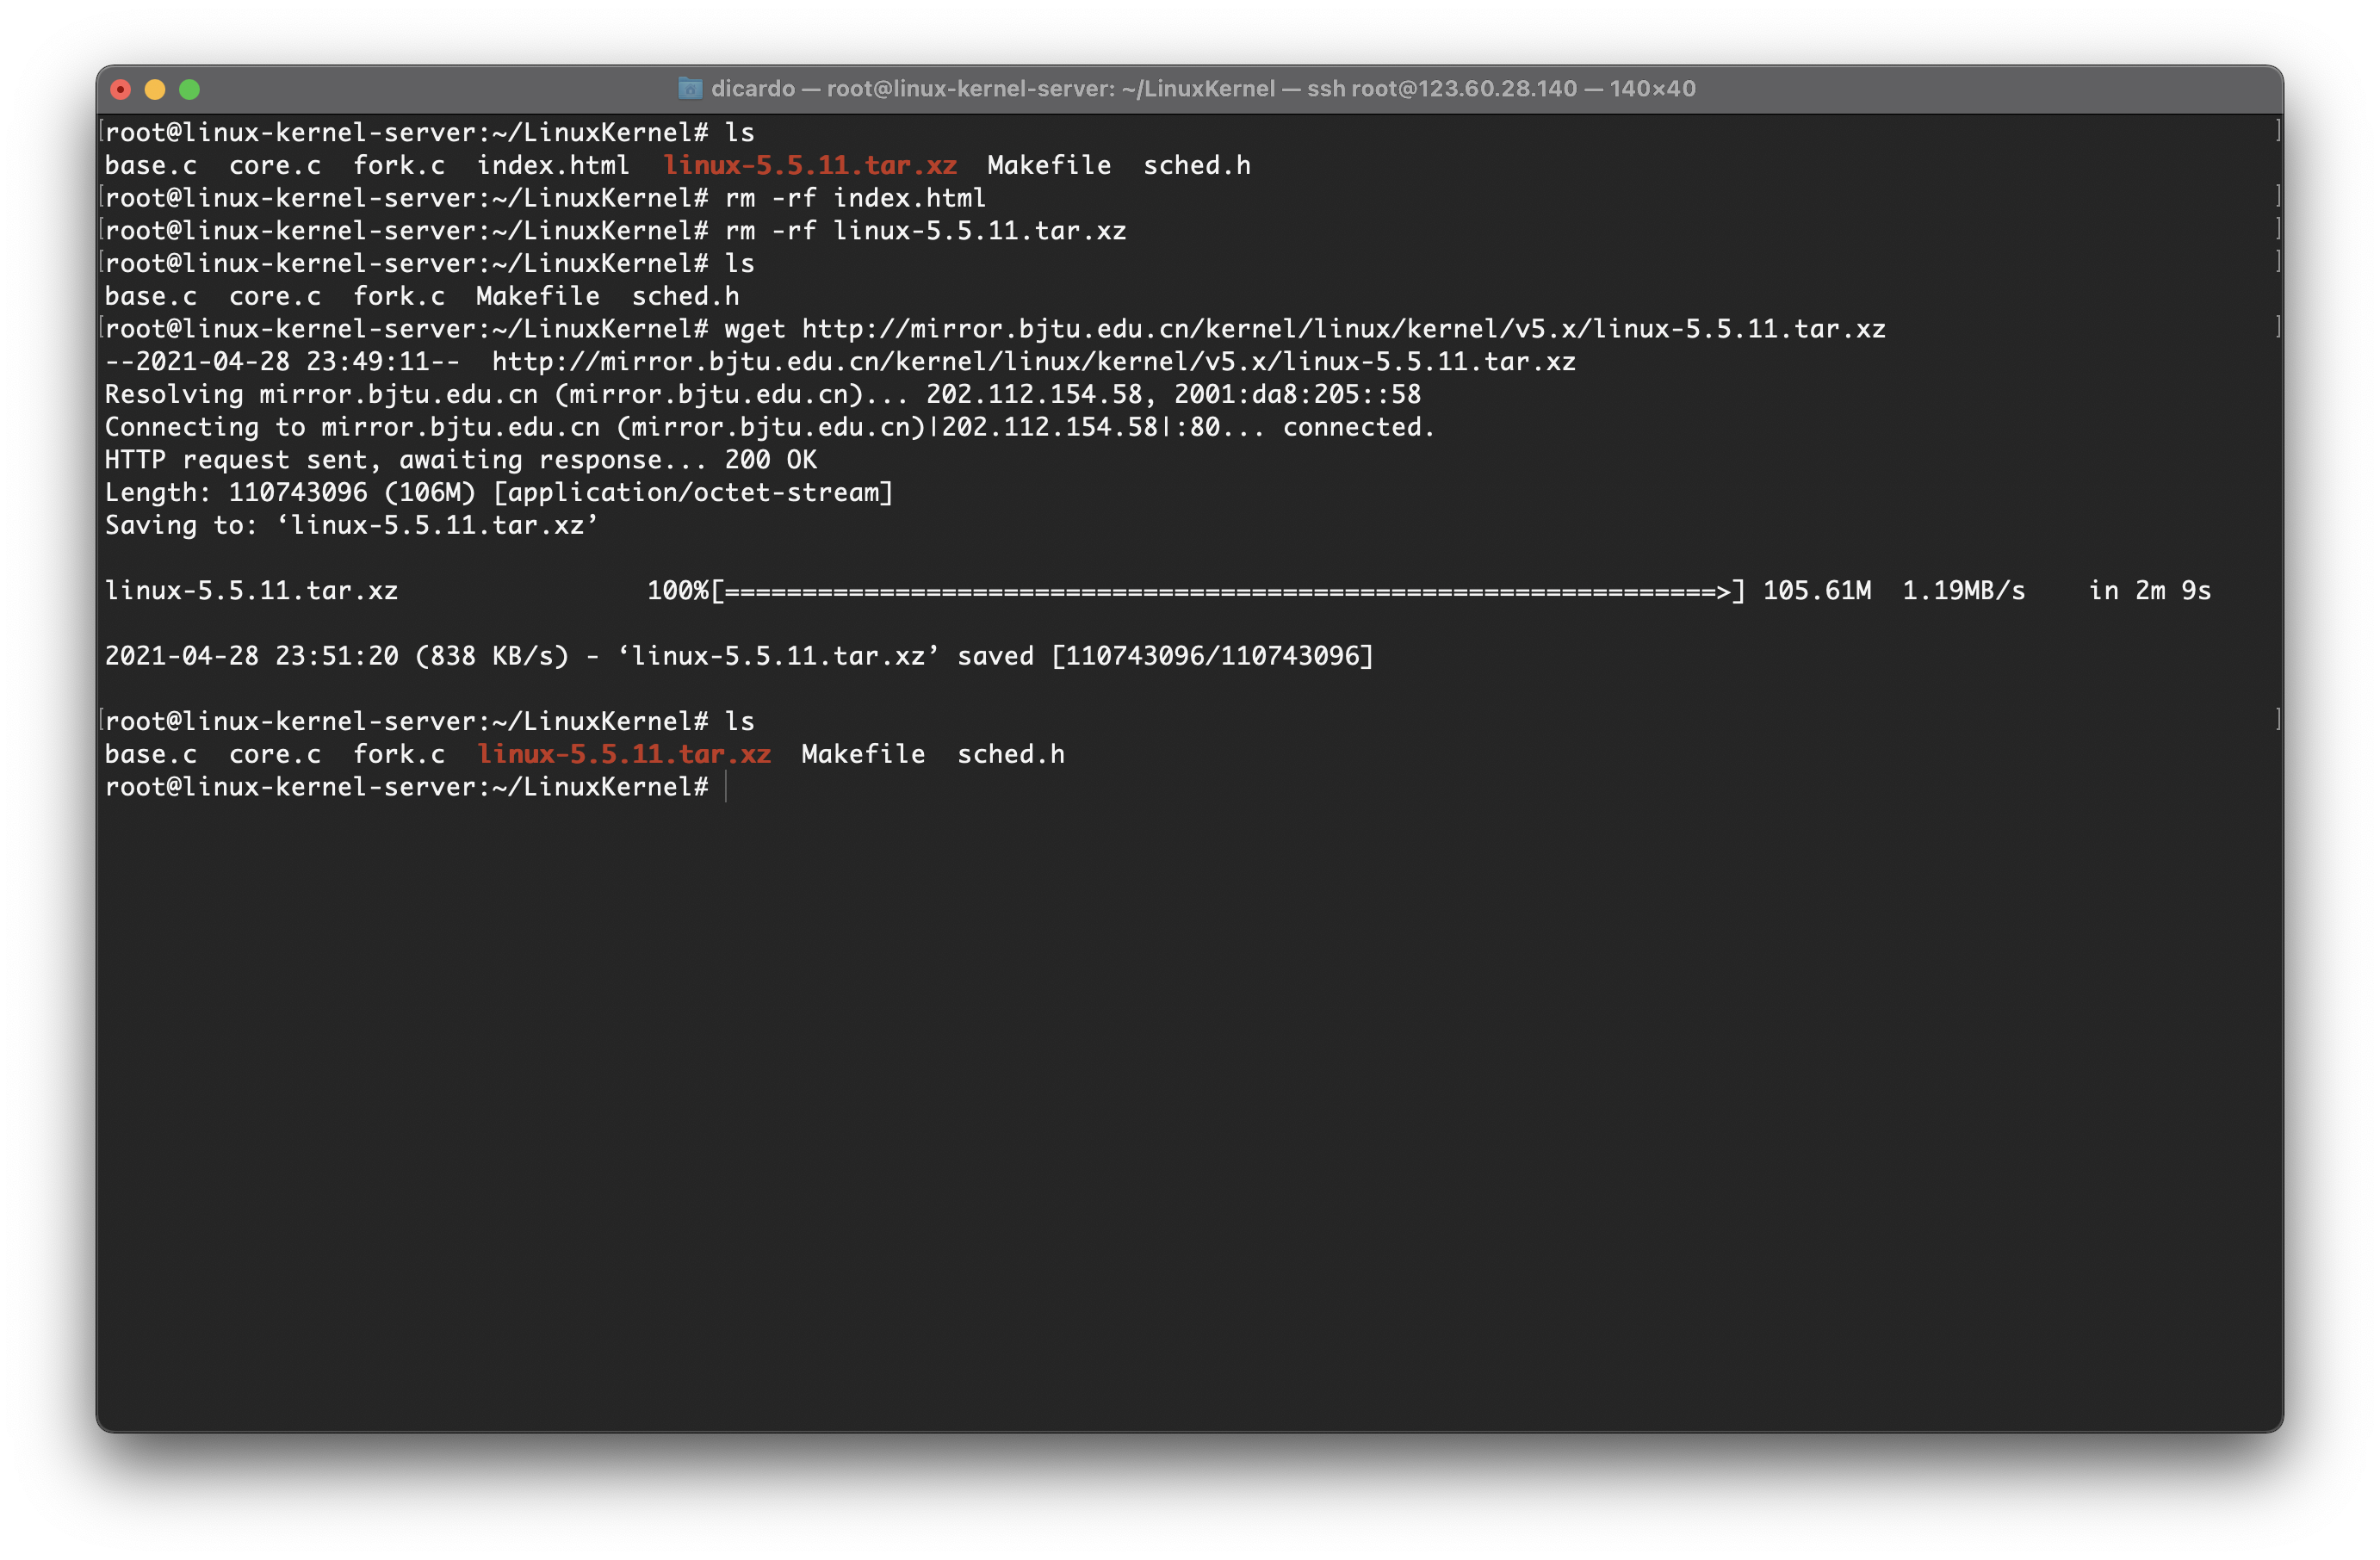 dicardo — root@linux-kernel-server: ~/LinuxKernel — ssh root@123.60.28.140 — 140×40
[root@linux-kernel-server:~/LinuxKernel# ls ]
base.c  core.c  fork.c  index.html  linux-5.5.11.tar.xz  Makefile  sched.h
[root@linux-kernel-server:~/LinuxKernel# rm -rf index.html ]
[root@linux-kernel-server:~/LinuxKernel# rm -rf linux-5.5.11.tar.xz ]
[root@linux-kernel-server:~/LinuxKernel# ls ]
base.c  core.c  fork.c  Makefile  sched.h
[root@linux-kernel-server:~/LinuxKernel# wget http://mirror.bjtu.edu.cn/kernel/linux/kernel/v5.x/linux-5.5.11.tar.xz ]
--2021-04-28 23:49:11--  http://mirror.bjtu.edu.cn/kernel/linux/kernel/v5.x/linux-5.5.11.tar.xz
Resolving mirror.bjtu.edu.cn (mirror.bjtu.edu.cn)... 202.112.154.58, 2001:da8:205::58
Connecting to mirror.bjtu.edu.cn (mirror.bjtu.edu.cn)|202.112.154.58|:80... connected.
HTTP request sent, awaiting response... 200 OK
Length: 110743096 (106M) [application/octet-stream]
Saving to: ‘linux-5.5.11.tar.xz’
linux-5.5.11.tar.xz                100%[================================================================>] 105.61M  1.19MB/s    in 2m 9s
2021-04-28 23:51:20 (838 KB/s) - ‘linux-5.5.11.tar.xz’ saved [110743096/110743096]
[root@linux-kernel-server:~/LinuxKernel# ls ]
base.c  core.c  fork.c  linux-5.5.11.tar.xz  Makefile  sched.h
root@linux-kernel-server:~/LinuxKernel#